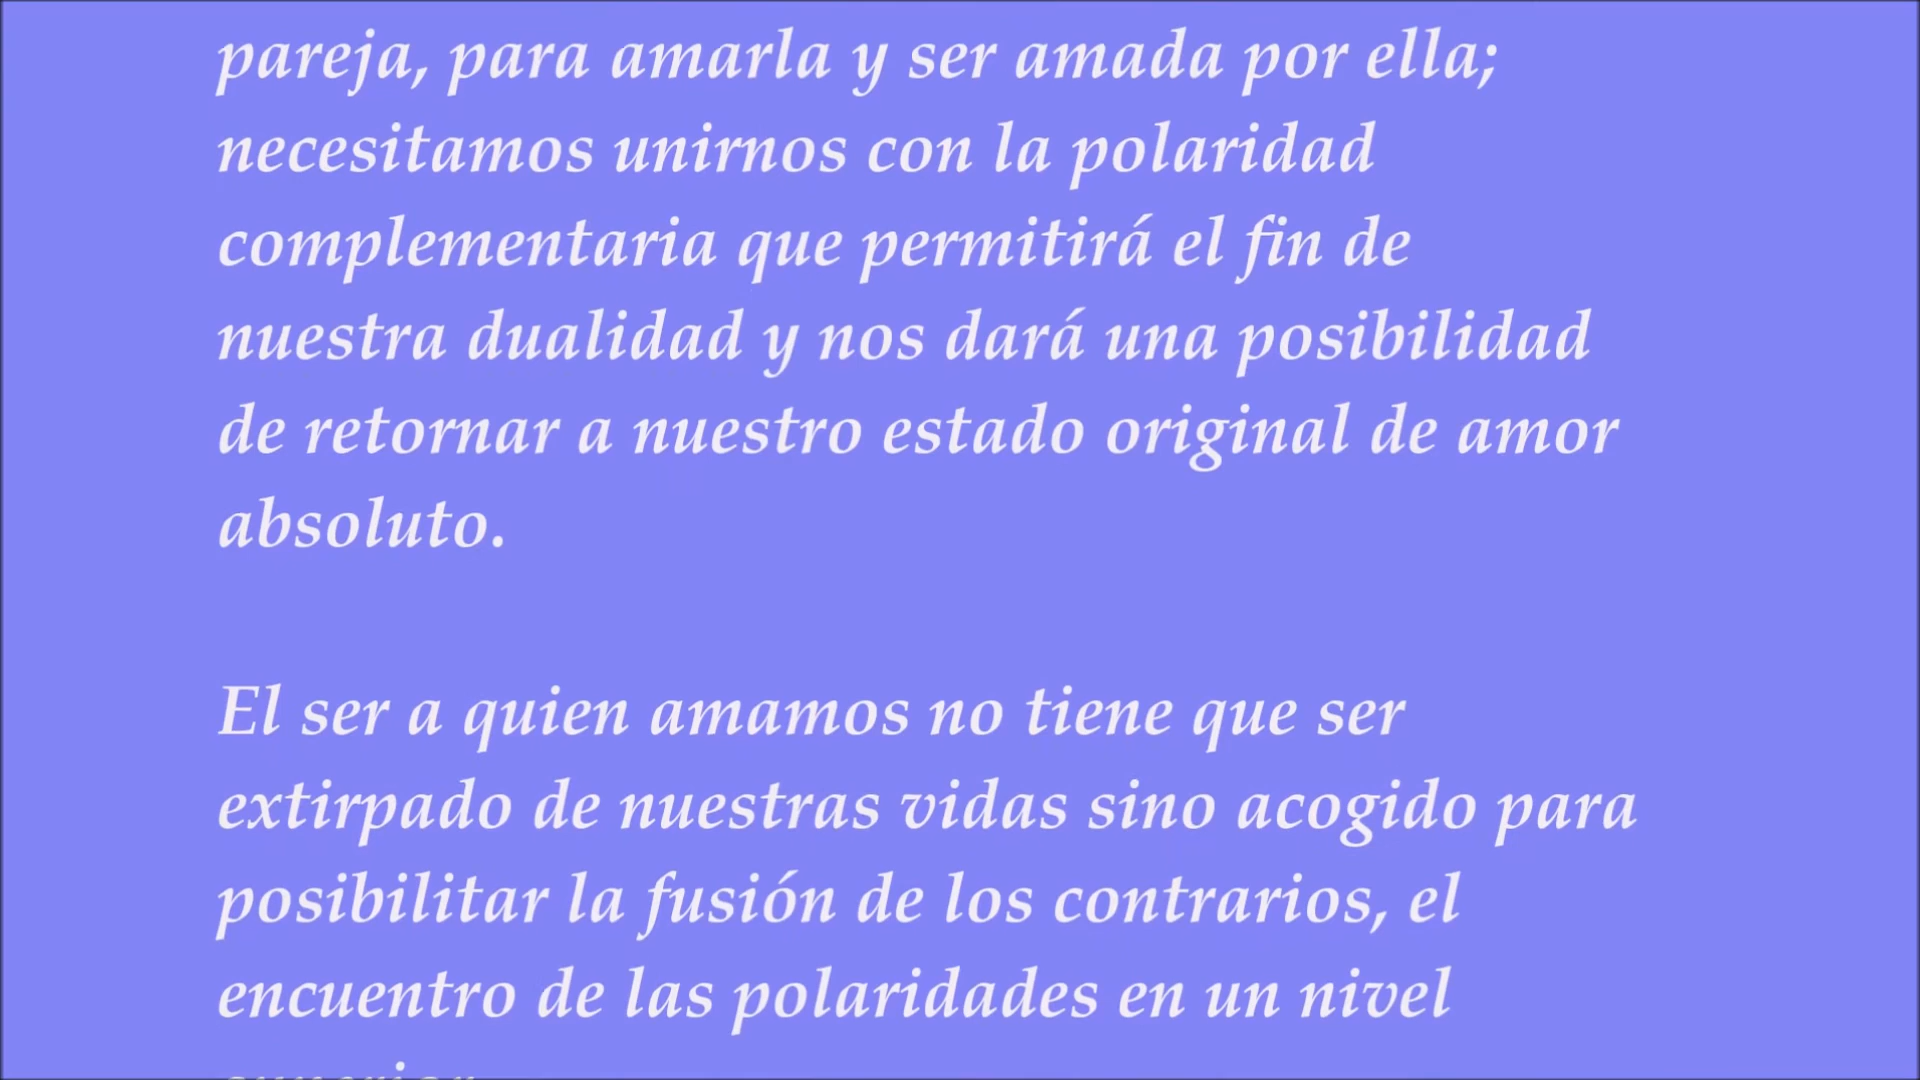 pareja, para amarla y ser amada por ella;
necesitamos unirnos con la polaridad
complementaria que permitirá el fin de
nuestra dualidad y nos dará una posibilidad
de retornar a nuestro estado original de amor
absoluto.
El ser a quien amamos no tiene que ser
extirpado de nuestras vidas sino acogido para
posibilitar la fusión de los contrarios, el
encuentro de las polaridades en un nivel